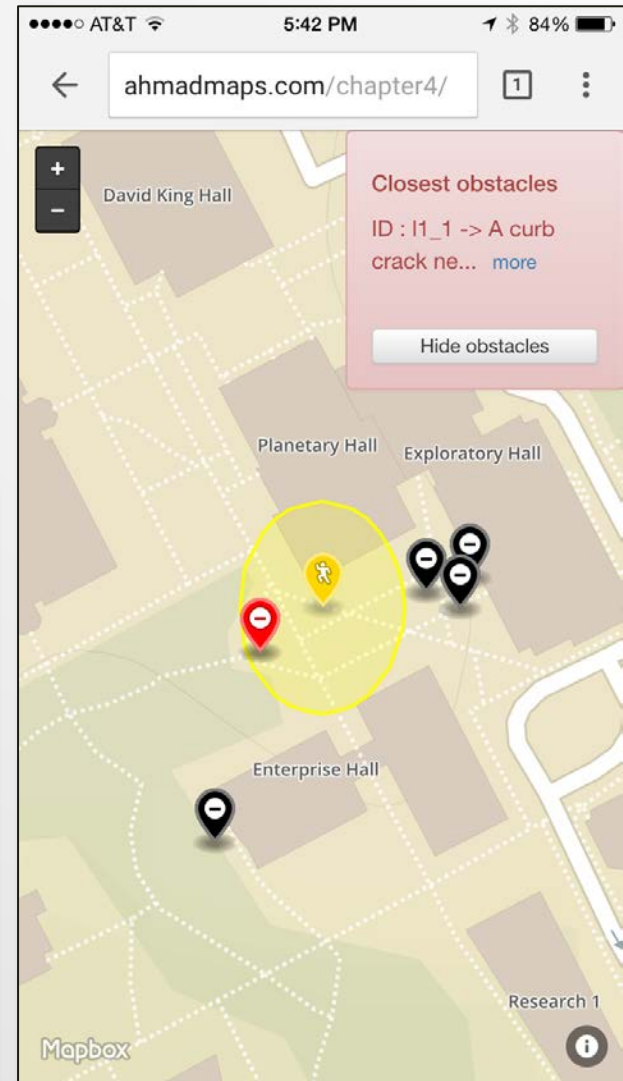 AT&T 5:42 PM 84%
ahmadmaps.com/chapter4/ 1
+
−
David King Hall
Closest obstacles
ID : I1_1 -> A curb
crack ne... more
Hide obstacles
Planetary Hall
Exploratory Hall
Enterprise Hall
Research 1
Mapbox
i